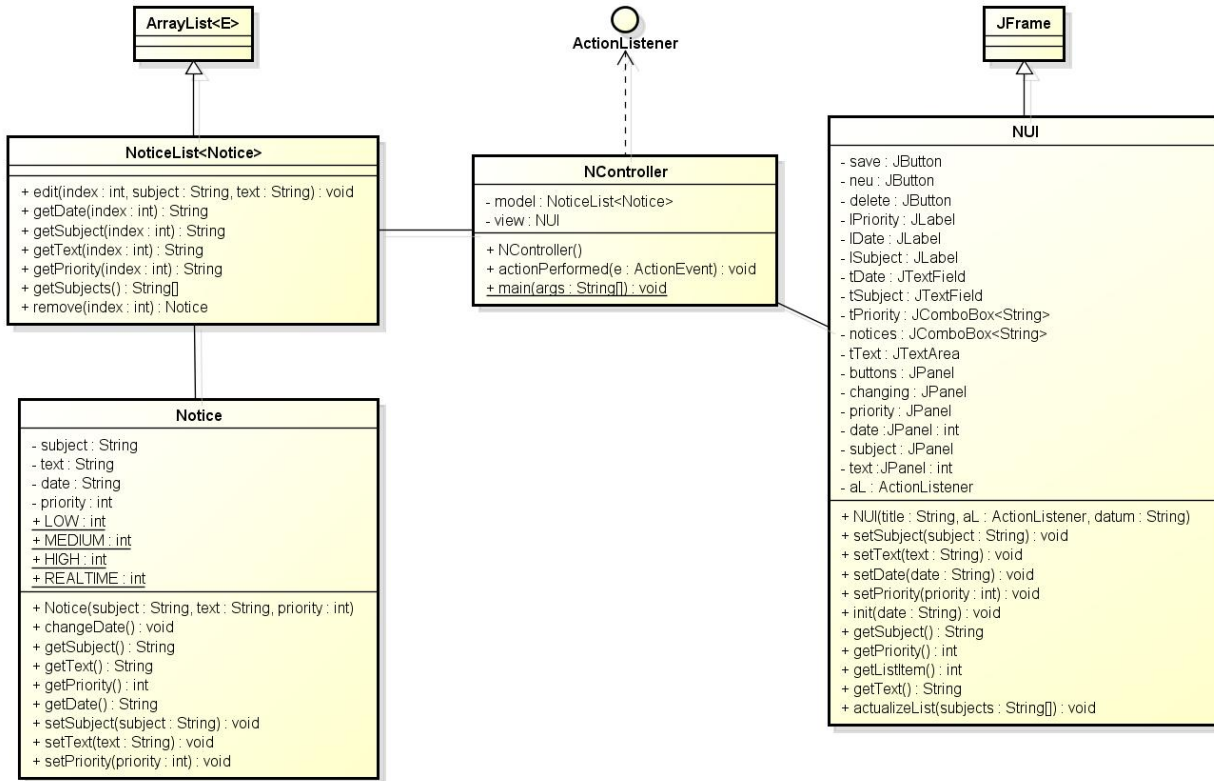 ArrayList<E>
ActionListener
JFrame
NoticeList<Notice>
+ edit(index : int, subject : String, text : String) : void
+ getDate(index : int) : String
+ getSubject(index : int) : String
+ getText(index : int) : String
+ getPriority(index : int) : String
+ getSubjects() : String[]
+ remove(index : int) : Notice
NController
- model : NoticeList<Notice>
- view : NUI
+ NController()
+ actionPerformed(e : ActionEvent) : void
+ main(args : String[]) : void
NUI
- save : JButton
- neu : JButton
- delete : JButton
- lPriority : JLabel
- lDate : JLabel
- lSubject : JLabel
- tDate : JTextField
- tSubject : JTextField
- tPriority : JComboBox<String>
- notices : JComboBox<String>
- tText : JTextArea
- buttons : JPanel
- changing : JPanel
- priority : JPanel
- date :JPanel : int
- subject : JPanel
- text :JPanel : int
- aL : ActionListener
+ NUI(title : String, aL : ActionListener, datum : String)
+ setSubject(subject : String) : void
+ setText(text : String) : void
+ setDate(date : String) : void
+ setPriority(priority : int) : void
+ init(date : String) : void
+ getSubject() : String
+ getPriority() : int
+ getListItem() : int
+ getText() : String
+ actualizeList(subjects : String[]) : void
Notice
- subject : String
- text : String
- date : String
- priority : int
+ LOW : int
+ MEDIUM : int
+ HIGH : int
+ REALTIME : int
+ Notice(subject : String, text : String, priority : int)
+ changeDate() : void
+ getSubject() : String
+ getText() : String
+ getPriority() : int
+ getDate() : String
+ setSubject(subject : String) : void
+ setText(text : String) : void
+ setPriority(priority : int) : void